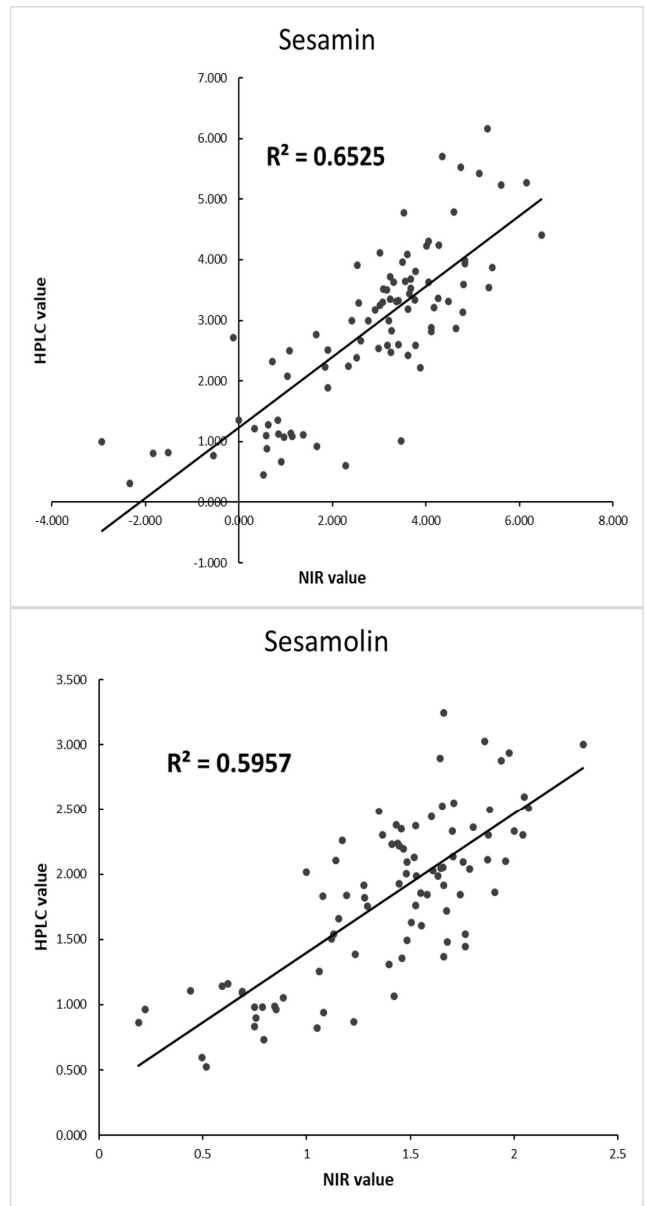 Sesamin
7.000
6.000
R² = 0.6525
5.000
4.000
HPLC value
3.000
2.000
1.000
0.000
-4.000 -2.000 0.000 2.000 4.000 6.000 8.000
-1.000
NIR value
Sesamolin
3.500
3.000
R² = 0.5957
2.500
2.000
HPLC value
1.500
1.000
0.500
0.000
0 0.5 1 1.5 2 2.5
NIR value